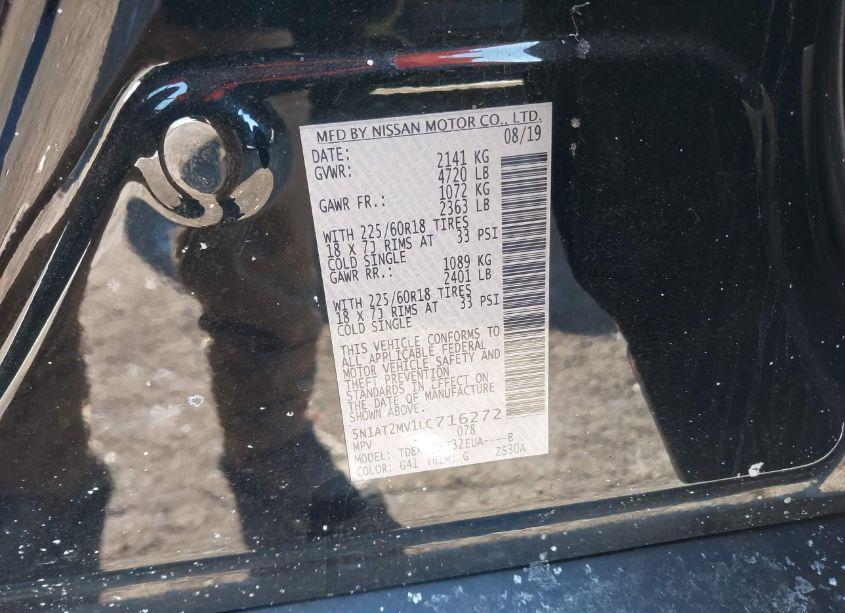 MFD BY NISSAN MOTOR CO., LTD.
DATE: 08/19
GVWR: 2141 KG
4720 LB
GAWR FR.: 1072 KG
2363 LB
WITH 225/60R18 TIRES
18 X 7J RIMS AT 33 PSI
COLD SINGLE
GAWR RR.: 1089 KG
2401 LB
WITH 225/60R18 TIRES
18 X 7J RIMS AT 33 PSI
COLD SINGLE
THIS VEHICLE CONFORMS TO
ALL APPLICABLE FEDERAL
MOTOR VEHICLE SAFETY AND
THEFT PREVENTION
STANDARDS IN EFFECT ON
THE DATE OF MANUFACTURE
SHOWN ABOVE.
5N1AT2MV1LC716272
MPV 078
MODEL: 32EUA----B
COLOR: G41 TRIM: G ZS30A